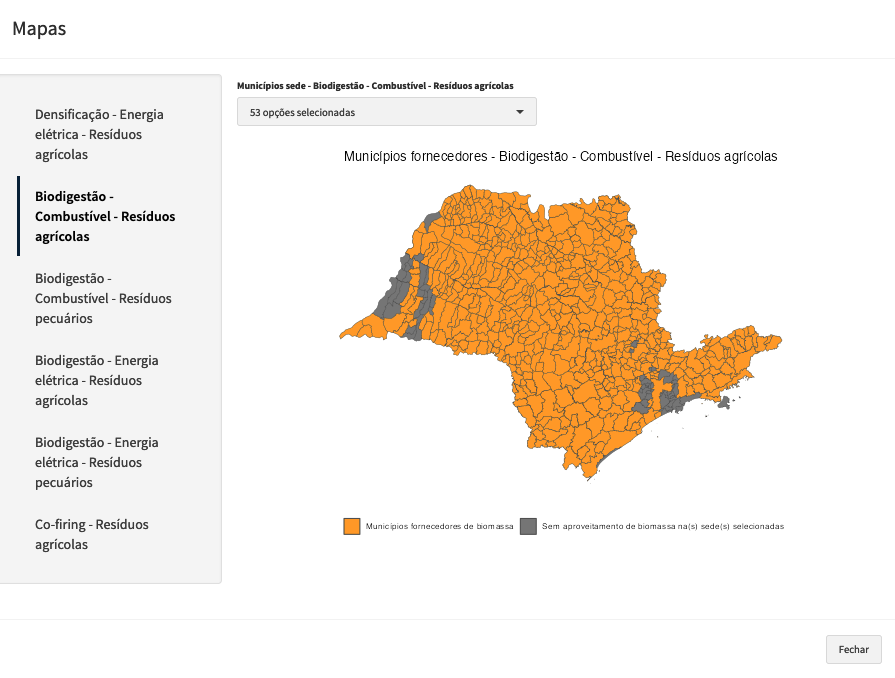 Mapas
Densificação - Energia
elétrica - Resíduos
agrícolas
Biodigestão -
Combustível - Resíduos
agrícolas
Biodigestão -
Combustível - Resíduos
pecuários
Biodigestão - Energia
elétrica - Resíduos
agrícolas
Biodigestão - Energia
elétrica - Resíduos
pecuários
Co-firing - Resíduos
agrícolas
Municípios sede - Biodigestão - Combustível - Resíduos agrícolas
53 opções selecionadas
Municípios fornecedores - Biodigestão - Combustível - Resíduos agrícolas
Municípios fornecedores de biomassa
Sem aproveitamento de biomassa na(s) sede(s) selecionadas
Fechar